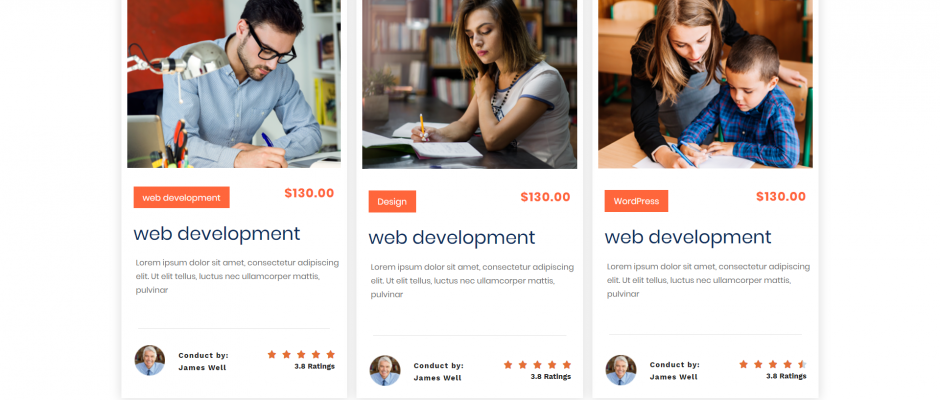 web development
$130.00
web development
Lorem ipsum dolor sit amet, consectetur adipiscing
elit. Ut elit tellus, luctus nec ullamcorper mattis,
pulvinar
Conduct by:
James Well
3.8 Ratings
Design
$130.00
web development
Lorem ipsum dolor sit amet, consectetur adipiscing
elit. Ut elit tellus, luctus nec ullamcorper mattis,
pulvinar
Conduct by:
James Well
3.8 Ratings
WordPress
$130.00
web development
Lorem ipsum dolor sit amet, consectetur adipiscing
elit. Ut elit tellus, luctus nec ullamcorper mattis,
pulvinar
Conduct by:
James Well
3.8 Ratings